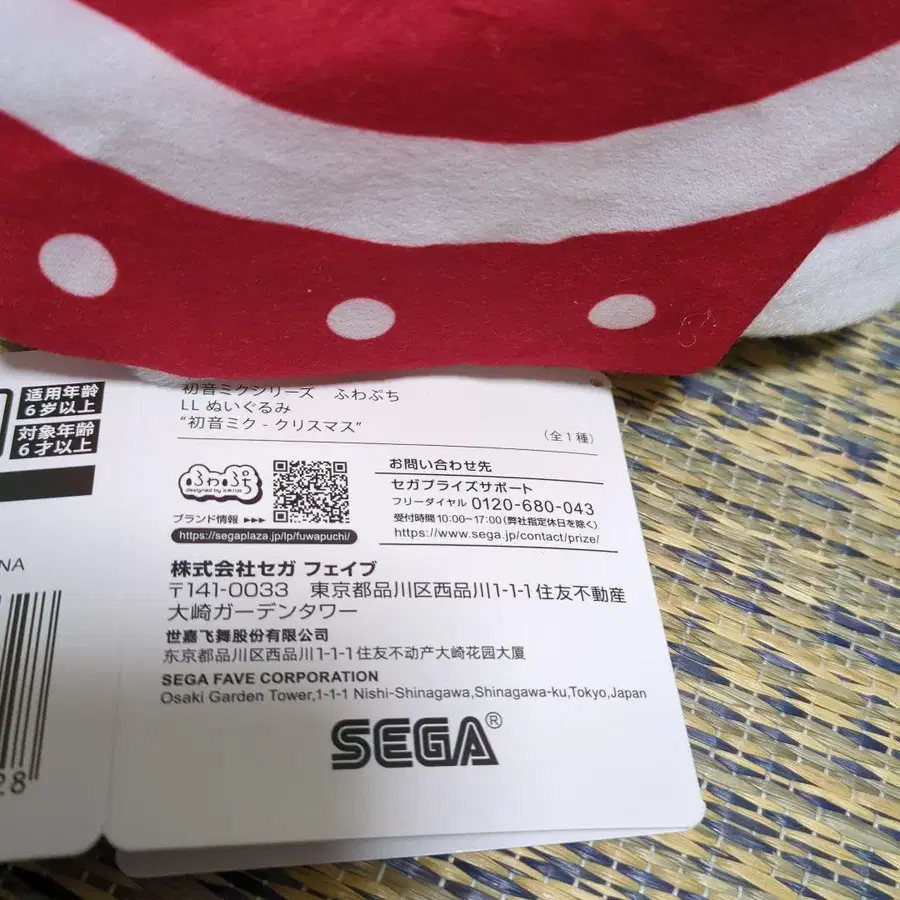 适用年龄
6岁以上
対象年齢
6才以上
NA
28
初音ミクシリーズ ふわぷち
LL ぬいぐるみ
“初音ミク - クリスマス”
(全1種)
ふわぷち
ブランド情報 ▸▸▸
https://segaplaza.jp/lp/fuwapuchi/
お問い合わせ先
セガプライズサポート
フリーダイヤル 0120-680-043
受付時間10:00~17:00(弊社指定休日を除く)
https://www.sega.jp/contact/prize/
株式会社セガ フェイブ
〒141-0033 東京都品川区西品川1-1-1住友不動産
大崎ガーデンタワー
世嘉飞舞股份有限公司
东京都品川区西品川1-1-1住友不动产大崎花园大厦
SEGA FAVE CORPORATION
Osaki Garden Tower,1-1-1 Nishi-Shinagawa,Shinagawa-ku,Tokyo,Japan
SEGA®